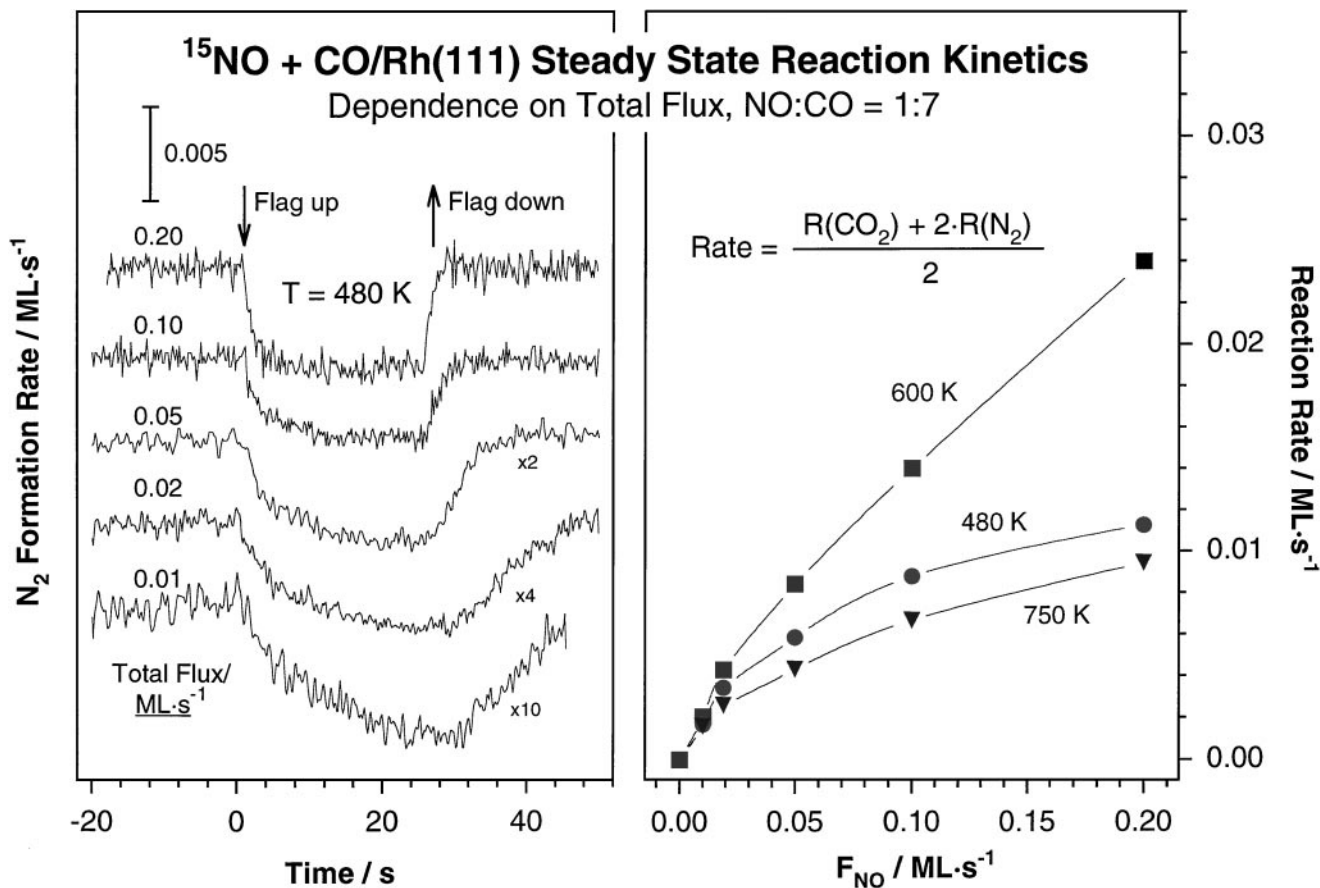 ¹⁵NO + CO/Rh(111) Steady State Reaction Kinetics
Dependence on Total Flux, NO:CO = 1:7
N₂ Formation Rate / ML·s⁻¹
0.005
Flag up
Flag down
0.20
T = 480 K
0.10
0.05
x2
0.02
x4
0.01
x10
Total Flux/
ML·s⁻¹
-20 0 20 40
Time / s
Rate = R(CO₂) + 2·R(N₂)
2
600 K
480 K
750 K
0.03
0.02
0.01
0.00
Reaction Rate / ML·s⁻¹
0.00 0.05 0.10 0.15 0.20
F_NO / ML·s⁻¹